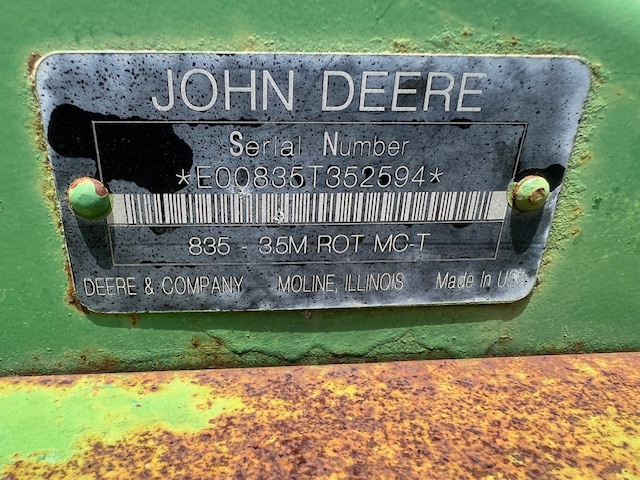 JOHN DEERE
Serial Number
*E00835T352594*
835 - 3.5M ROT MC-T
DEERE & COMPANY MOLINE, ILLINOIS Made In USA